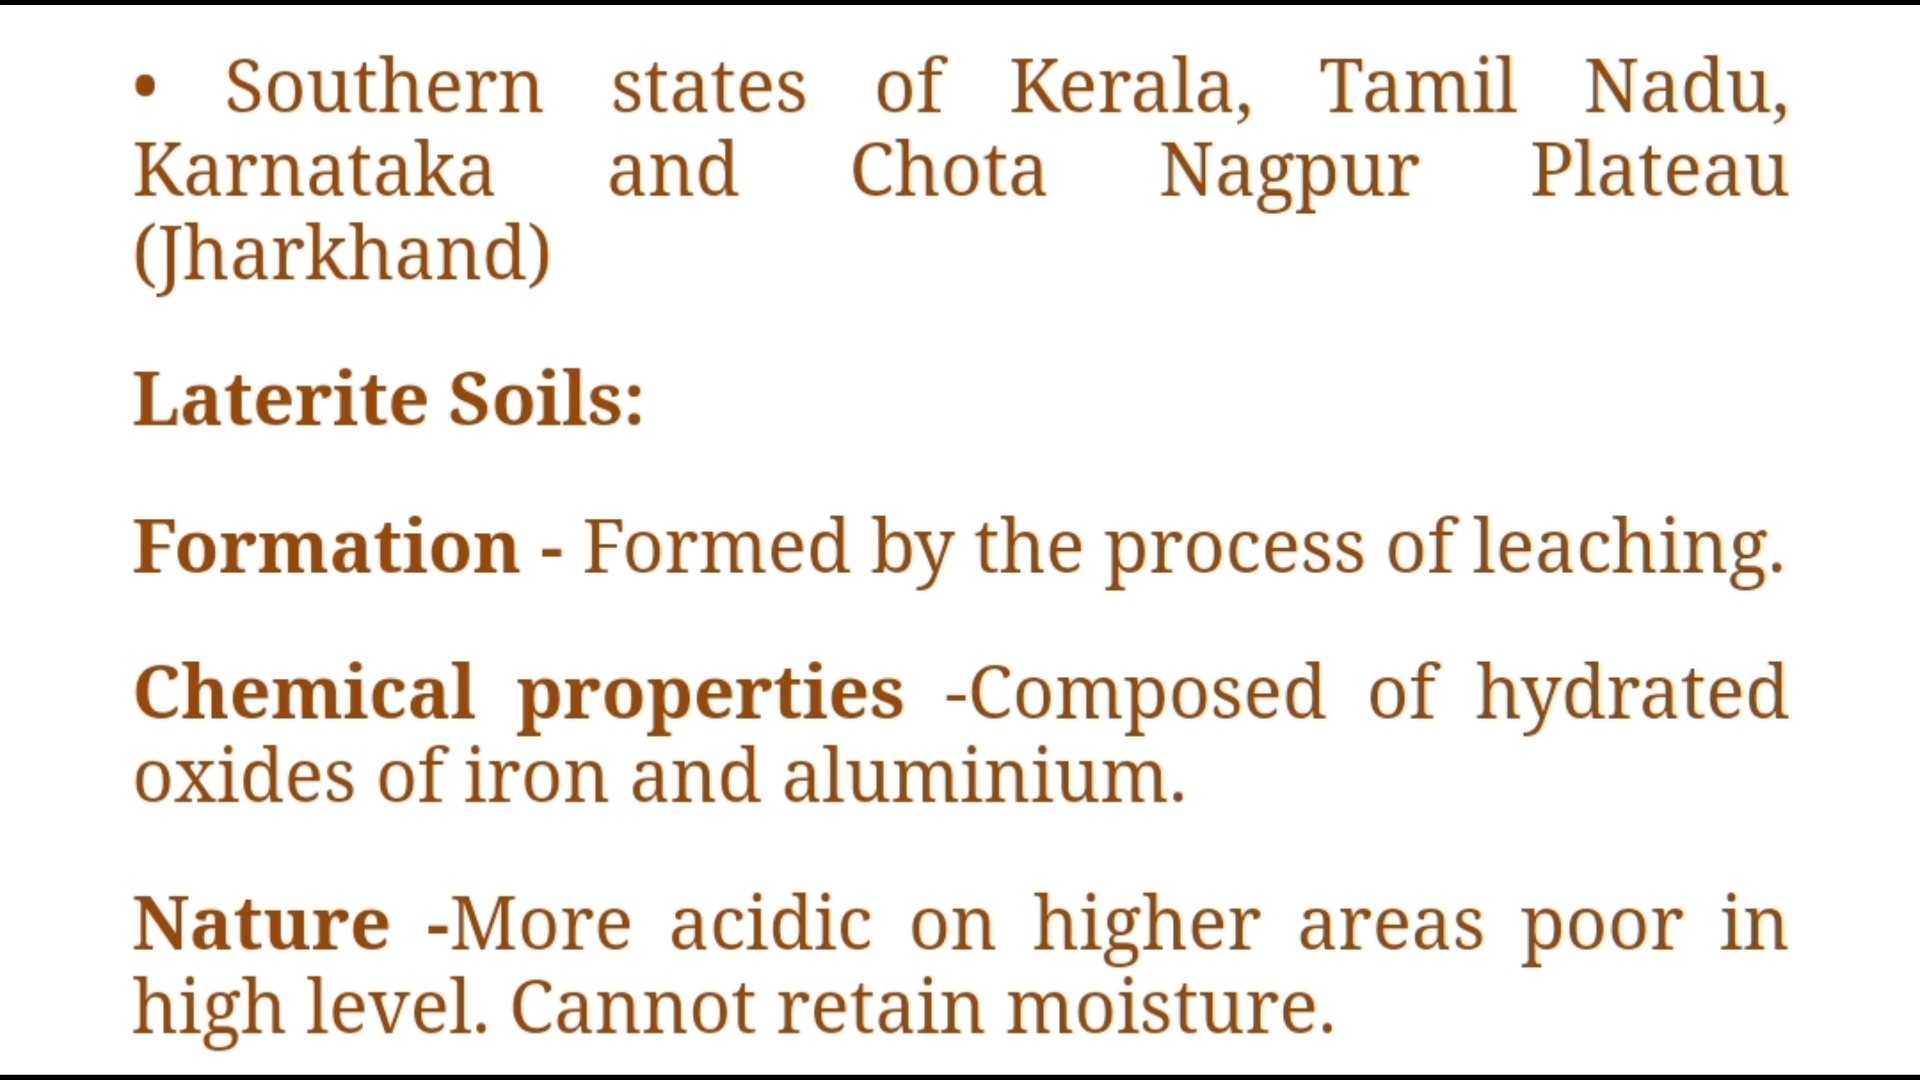 • Southern states of Kerala, Tamil Nadu,
Karnataka and Chota Nagpur Plateau
(Jharkhand)
Laterite Soils:
Formation - Formed by the process of leaching.
Chemical properties -Composed of hydrated
oxides of iron and aluminium.
Nature -More acidic on higher areas poor in
high level. Cannot retain moisture.